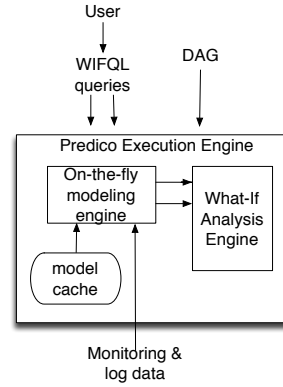 User
WIFQL
queries
DAG
Predico Execution Engine
On-the-fly
modeling
engine
What-If
Analysis
Engine
model
cache
Monitoring &
log data